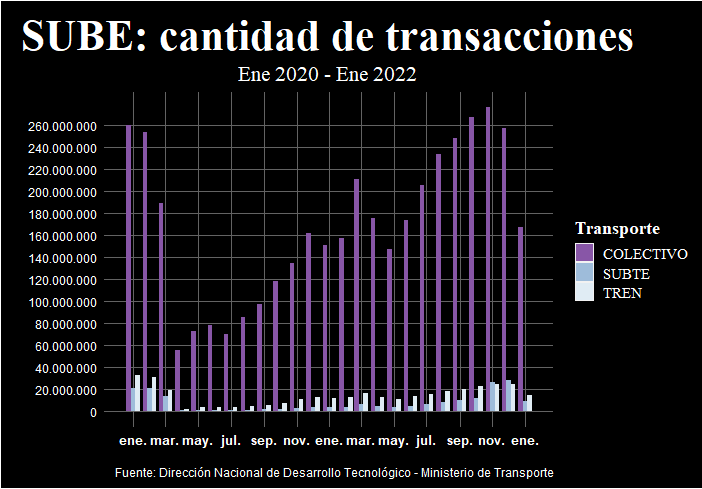 SUBE: cantidad de transacciones
Ene 2020 - Ene 2022
260.000.000
240.000.000
220.000.000
200.000.000
180.000.000
160.000.000
140.000.000
120.000.000
100.000.000
80.000.000
60.000.000
40.000.000
20.000.000
0
ene. mar. may. jul. sep. nov. ene. mar. may. jul. sep. nov. ene.
Transporte
COLECTIVO
SUBTE
TREN
Fuente: Dirección Nacional de Desarrollo Tecnológico - Ministerio de Transporte